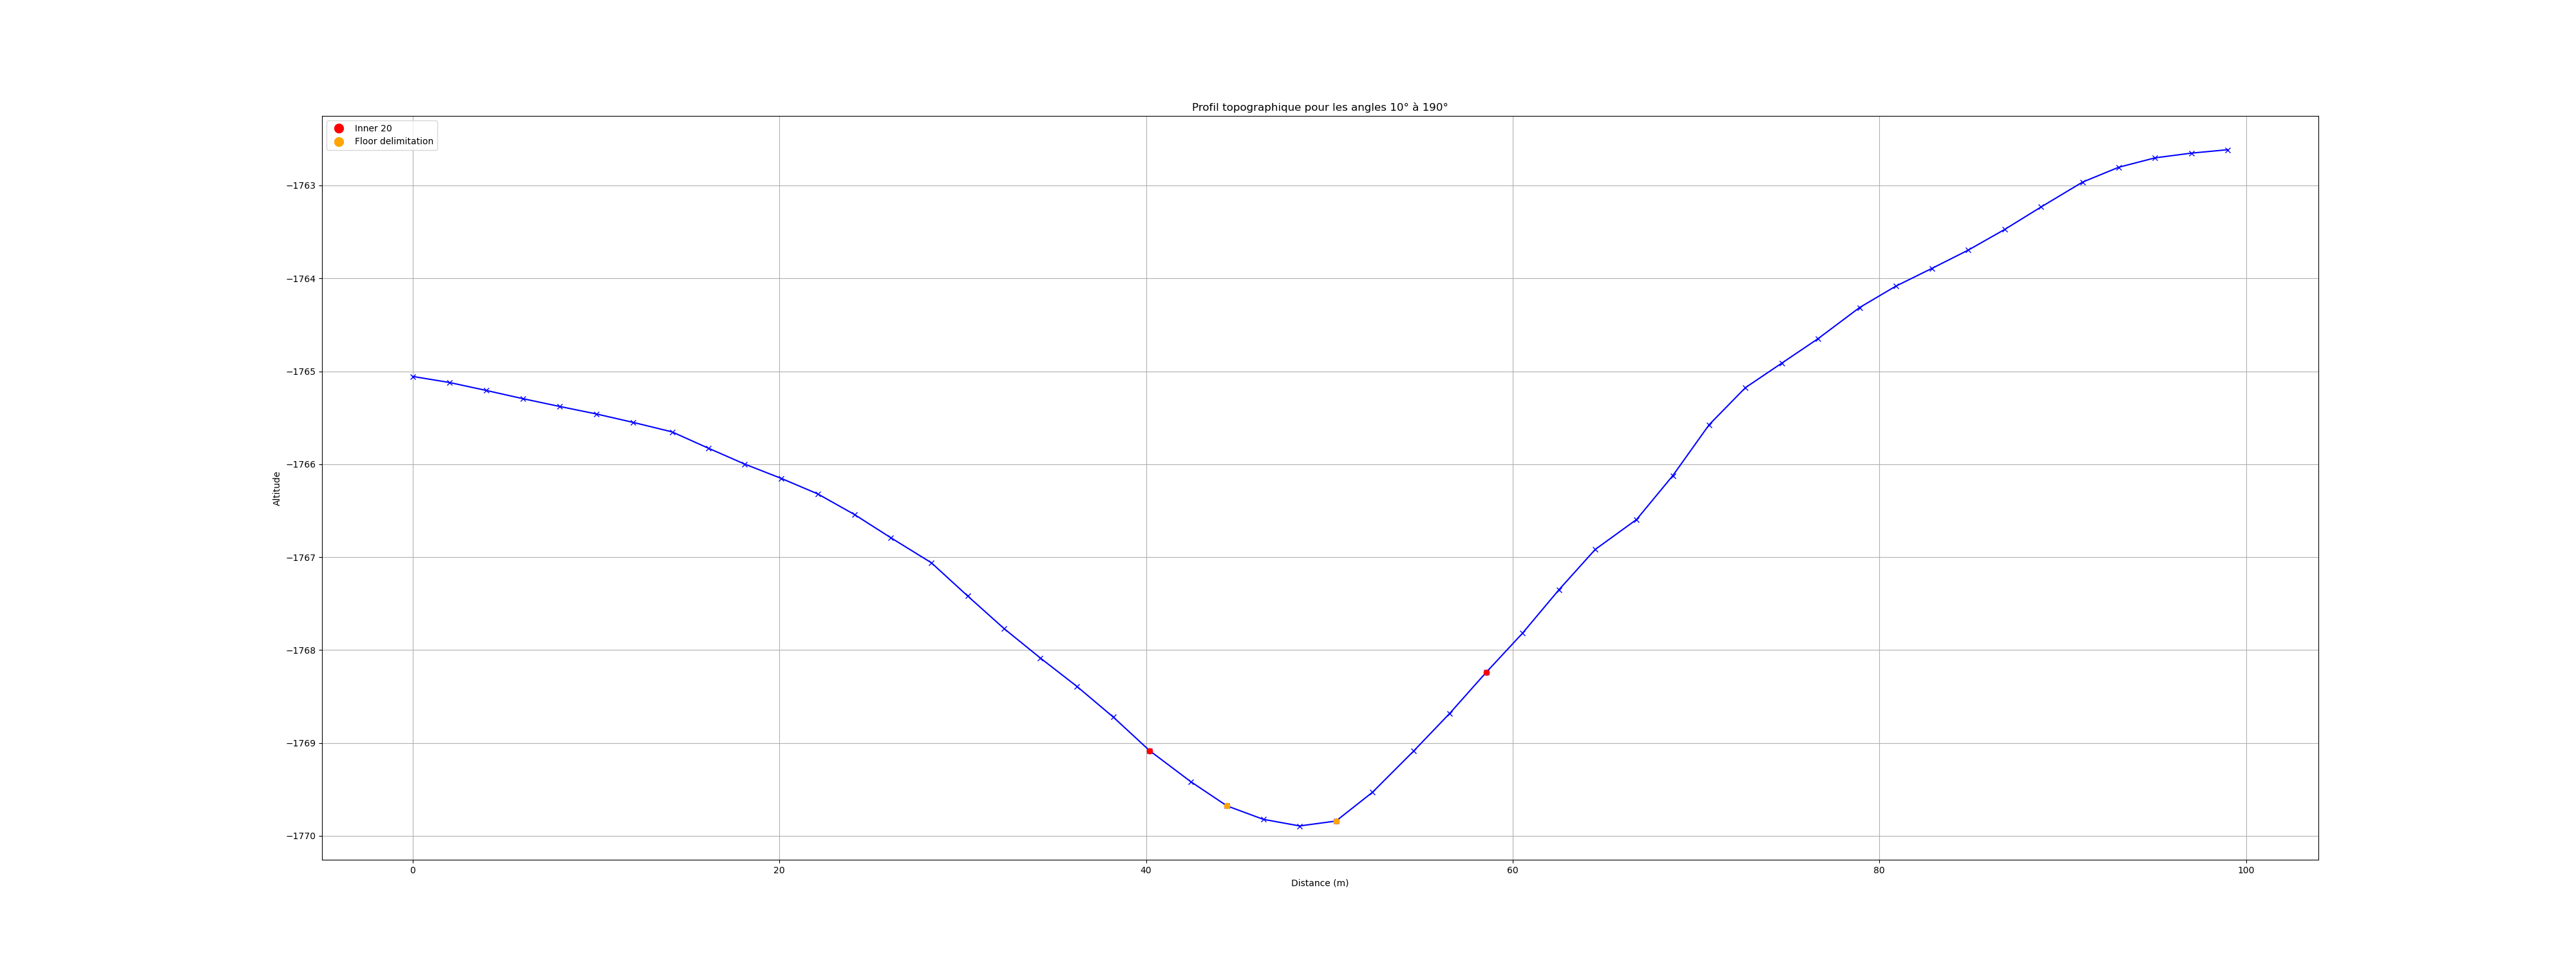 Profil topographique pour les angles 10° à 190°
Inner 20
Floor delimitation
−1763
−1764
−1765
−1766
−1767
−1768
−1769
−1770
Altitude
0 20 40 60 80 100
Distance (m)